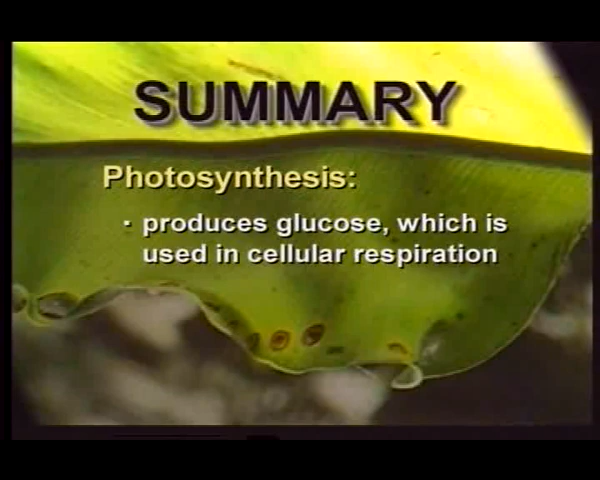 SUMMARY
Photosynthesis:
· produces glucose, which is
used in cellular respiration